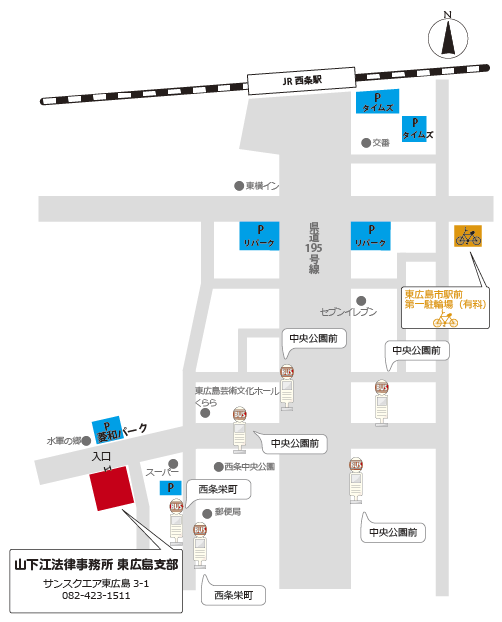 N
JR 西条駅
P
タイムズ
P
タイムズ
交番
東横イン
P
リパーク
県道195号線
P
リパーク
東広島市駅前
第一駐輪場（有料）
セブンイレブン
中央公園前
BUS
中央公園前
BUS
東広島芸術文化ホール
くらら
BUS
中央公園前
P
愛和パーク
水軍の郷
入口
スーパー
西条中央公園
P
西条栄町
BUS
BUS
郵便局
BUS
中央公園前
山下江法律事務所 東広島支部
サンスクエア東広島 3-1
082-423-1511
西条栄町